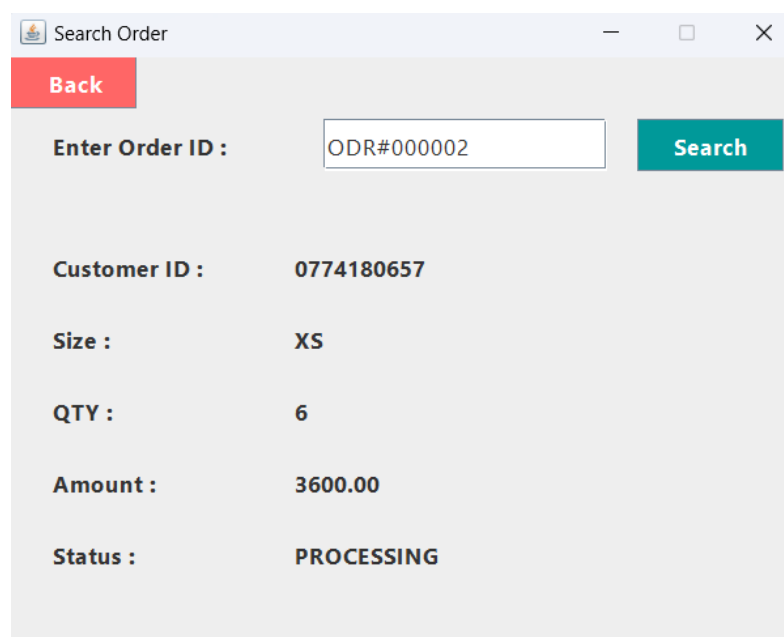 Search Order
Back
Enter Order ID : ODR#000002 Search
Customer ID : 0774180657
Size : XS
QTY : 6
Amount : 3600.00
Status : PROCESSING